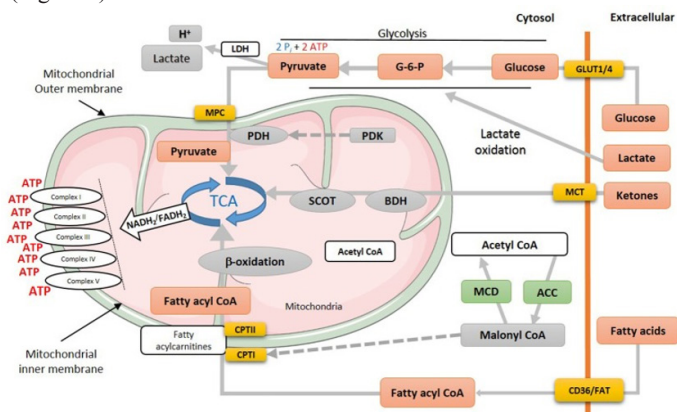 Cytosol
Extracellular
H+
Lactate
LDH
2 Pi + 2 ATP
Glycolysis
Pyruvate
G-6-P
Glucose
GLUT1/4
Glucose
Mitochondrial
Outer membrane
MPC
PDH
PDK
Lactate
oxidation
Lactate
Pyruvate
MCT
Ketones
TCA
SCOT
BDH
ATP
ATP
ATP
ATP
ATP
ATP
ATP
ATP
ATP
Complex I
Complex II
Complex III
Complex IV
Complex V
NADH2/FADH2
Acetyl CoA
Acetyl CoA
β-oxidation
MCD
ACC
Fatty acyl CoA
Mitochondria
Malonyl CoA
Fatty acids
Fatty
acylcarnitines
CPTII
CPTI
Mitochondrial
inner membrane
Fatty acyl CoA
CD36/FAT